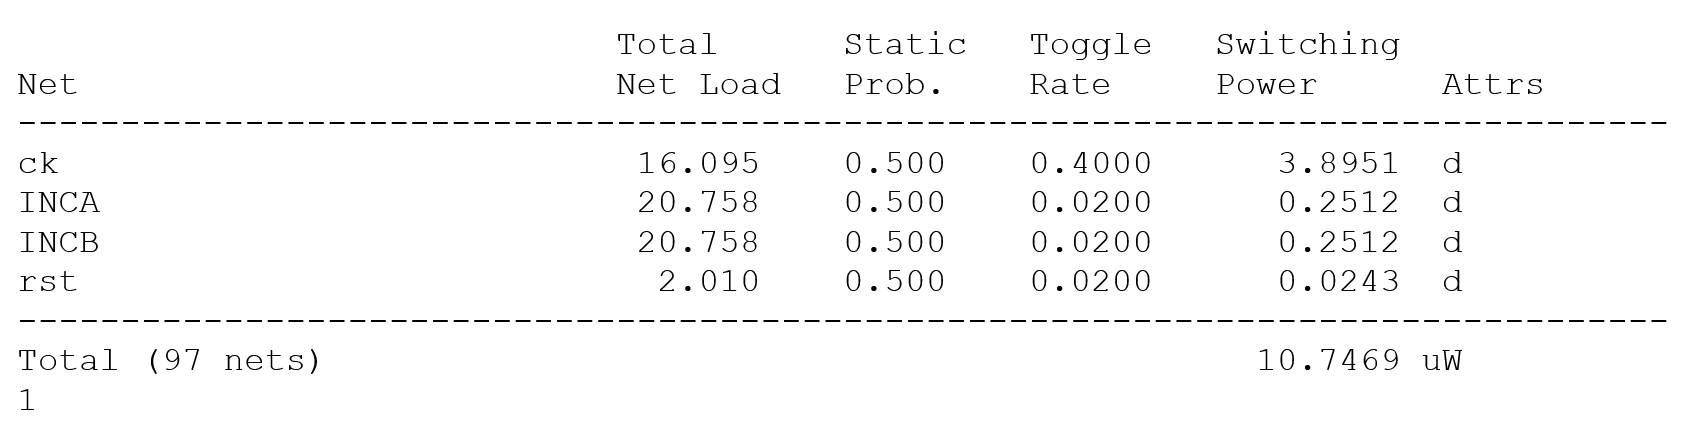 Total      Static   Toggle   Switching
Net                          Net Load   Prob.    Rate     Power      Attrs
--------------------------------------------------------------------------------
ck                            16.095    0.500    0.4000      3.8951  d
INCA                          20.758    0.500    0.0200      0.2512  d
INCB                          20.758    0.500    0.0200      0.2512  d
rst                            2.010    0.500    0.0200      0.0243  d
--------------------------------------------------------------------------------
Total (97 nets)                                             10.7469 uW
1